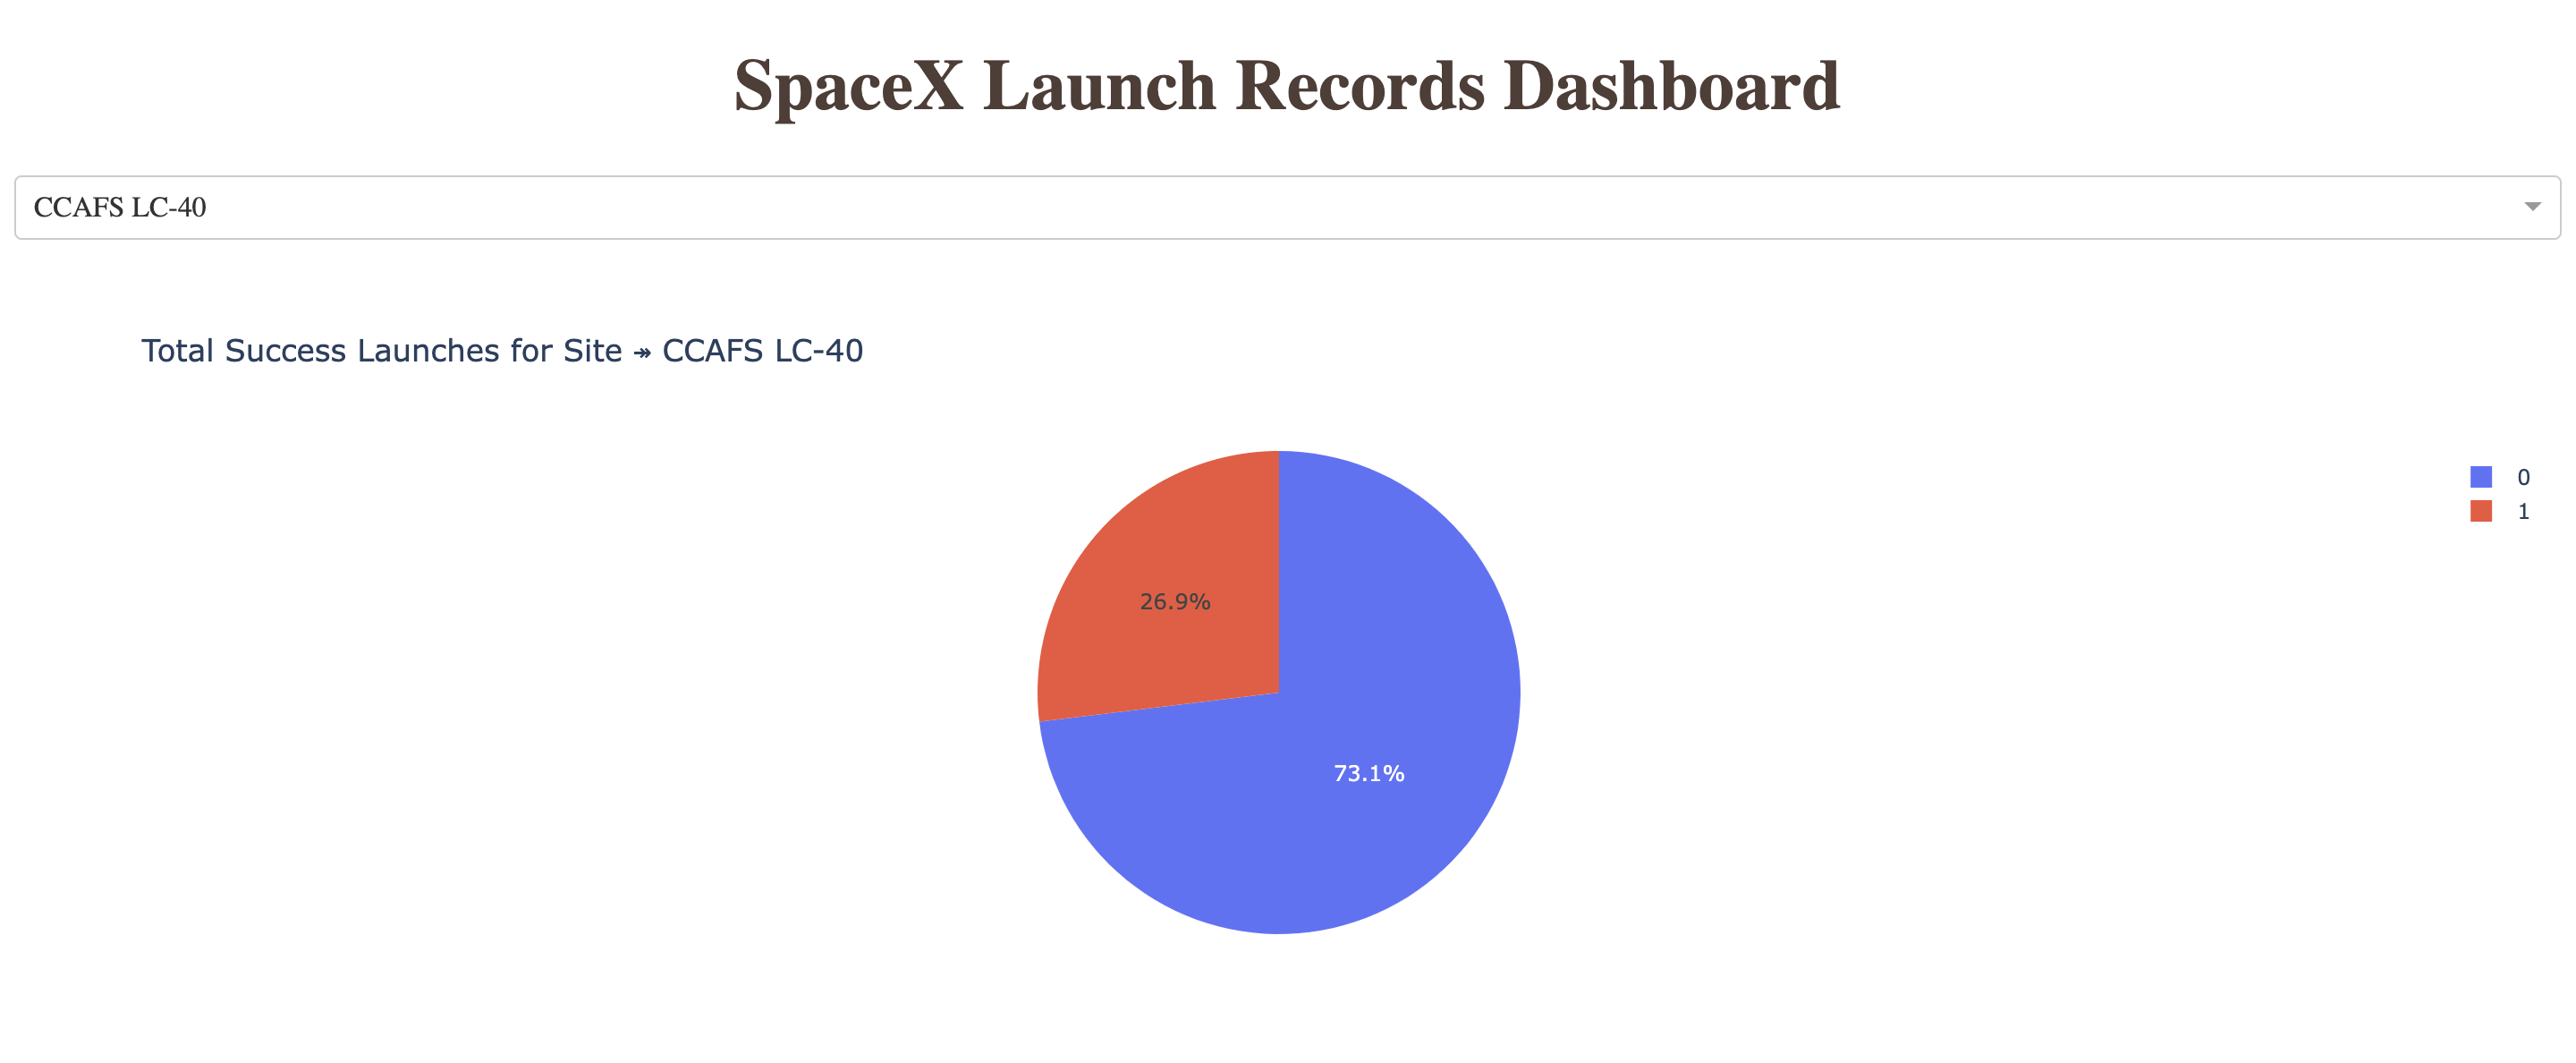 SpaceX Launch Records Dashboard
CCAFS LC-40
Total Success Launches for Site ↠ CCAFS LC-40
0
1
26.9%
73.1%